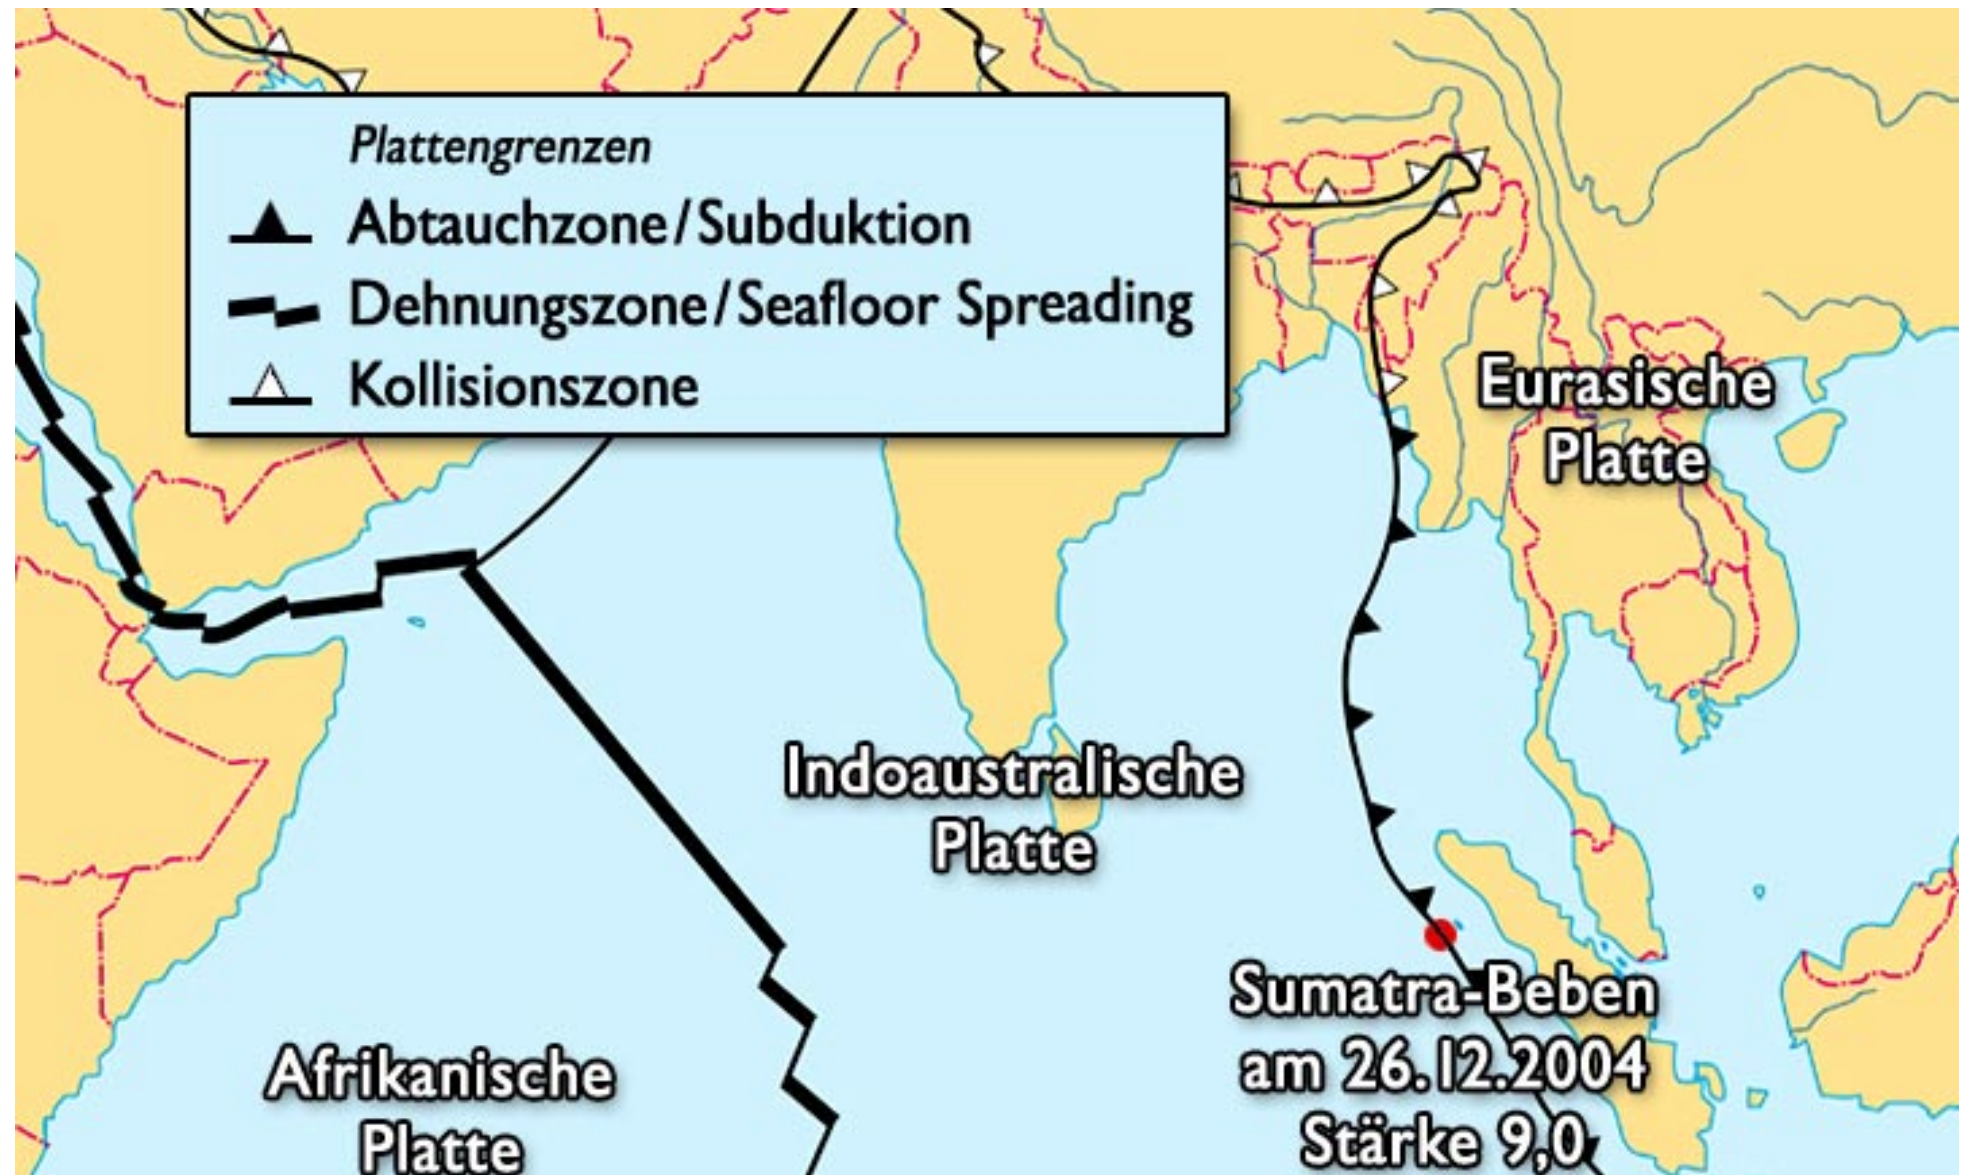 Plattengrenzen
Abtauchzone/Subduktion
Dehnungszone/Seafloor Spreading
Kollisionszone
Eurasische
Platte
Indoaustralische
Platte
Sumatra-Beben
am 26.12.2004
Stärke 9,0
Afrikanische
Platte